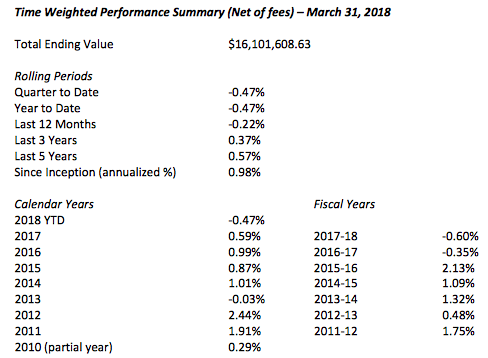 Time Weighted Performance Summary (Net of fees) – March 31, 2018
Total Ending Value $16,101,608.63
Rolling Periods
Quarter to Date -0.47%
Year to Date -0.47%
Last 12 Months -0.22%
Last 3 Years 0.37%
Last 5 Years 0.57%
Since Inception (annualized %) 0.98%
Calendar Years Fiscal Years
2018 YTD -0.47%
2017 0.59% 2017-18 -0.60%
2016 0.99% 2016-17 -0.35%
2015 0.87% 2015-16 2.13%
2014 1.01% 2014-15 1.09%
2013 -0.03% 2013-14 1.32%
2012 2.44% 2012-13 0.48%
2011 1.91% 2011-12 1.75%
2010 (partial year) 0.29%